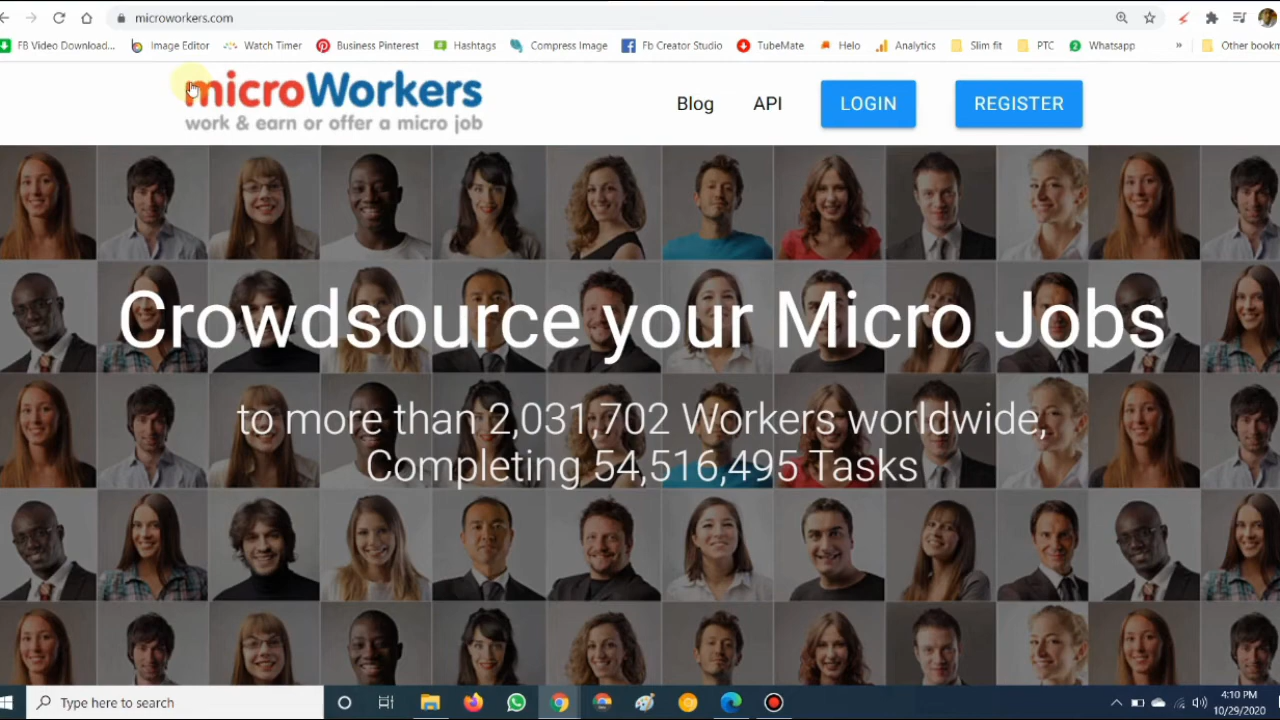 microworkers.com
FB Video Download... Image Editor Watch Timer Business Pinterest Hashtags Compress Image Fb Creator Studio TubeMate Helo Analytics Slim fit PTC 2 Whatsapp » Other bookm
microWorkers
work & earn or offer a micro job
Blog API LOGIN REGISTER
Crowdsource your Micro Jobs
to more than 2,031,702 Workers worldwide,
Completing 54,516,495 Tasks
Type here to search
4:10 PM
10/29/2020